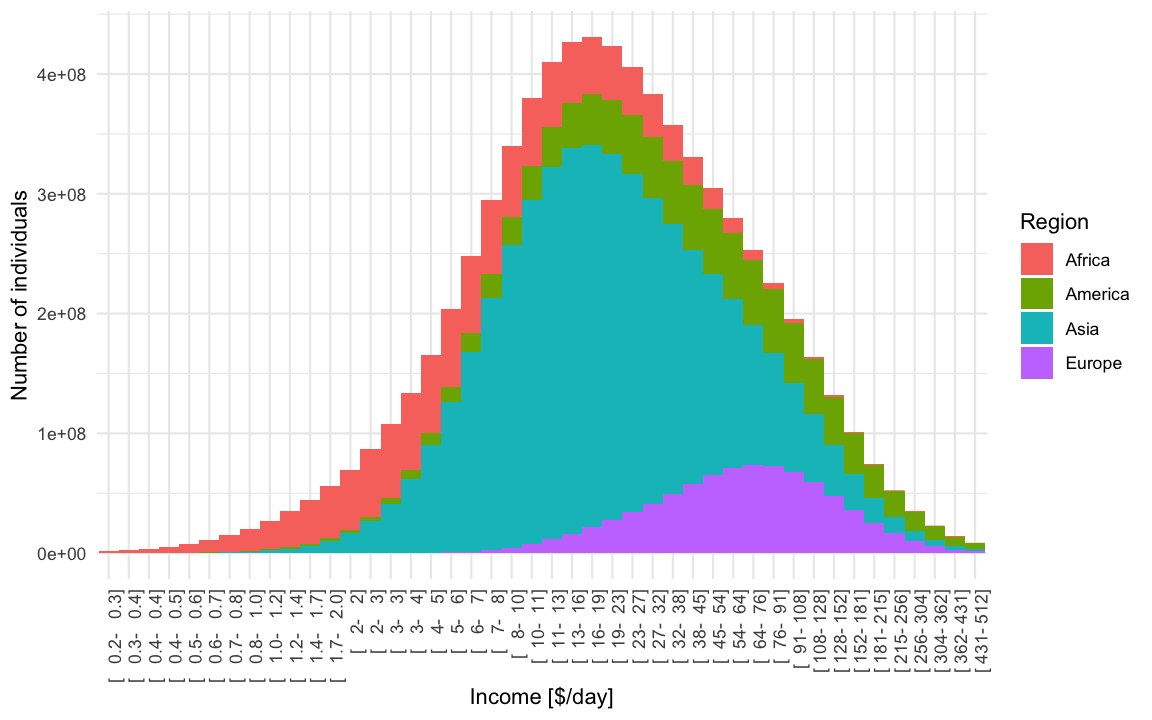 4e+08
3e+08
2e+08
1e+08
0e+00
Number of individuals
[ 0.2- 0.3]
[ 0.3- 0.4]
[ 0.4- 0.4]
[ 0.4- 0.5]
[ 0.5- 0.6]
[ 0.6- 0.7]
[ 0.7- 0.8]
[ 0.8- 1.0]
[ 1.0- 1.2]
[ 1.2- 1.4]
[ 1.4- 1.7]
[ 1.7- 2.0]
[ 2- 2]
[ 2- 3]
[ 3- 3]
[ 3- 4]
[ 4- 5]
[ 5- 6]
[ 6- 7]
[ 7- 8]
[ 8- 10]
[ 10- 11]
[ 11- 13]
[ 13- 16]
[ 16- 19]
[ 19- 23]
[ 23- 27]
[ 27- 32]
[ 32- 38]
[ 38- 45]
[ 45- 54]
[ 54- 64]
[ 64- 76]
[ 76- 91]
[ 91- 108]
[ 108- 128]
[ 128- 152]
[ 152- 181]
[ 181- 215]
[ 215- 256]
[ 256- 304]
[ 304- 362]
[ 362- 431]
[ 431- 512]
Income [$/day]
Region
Africa
America
Asia
Europe